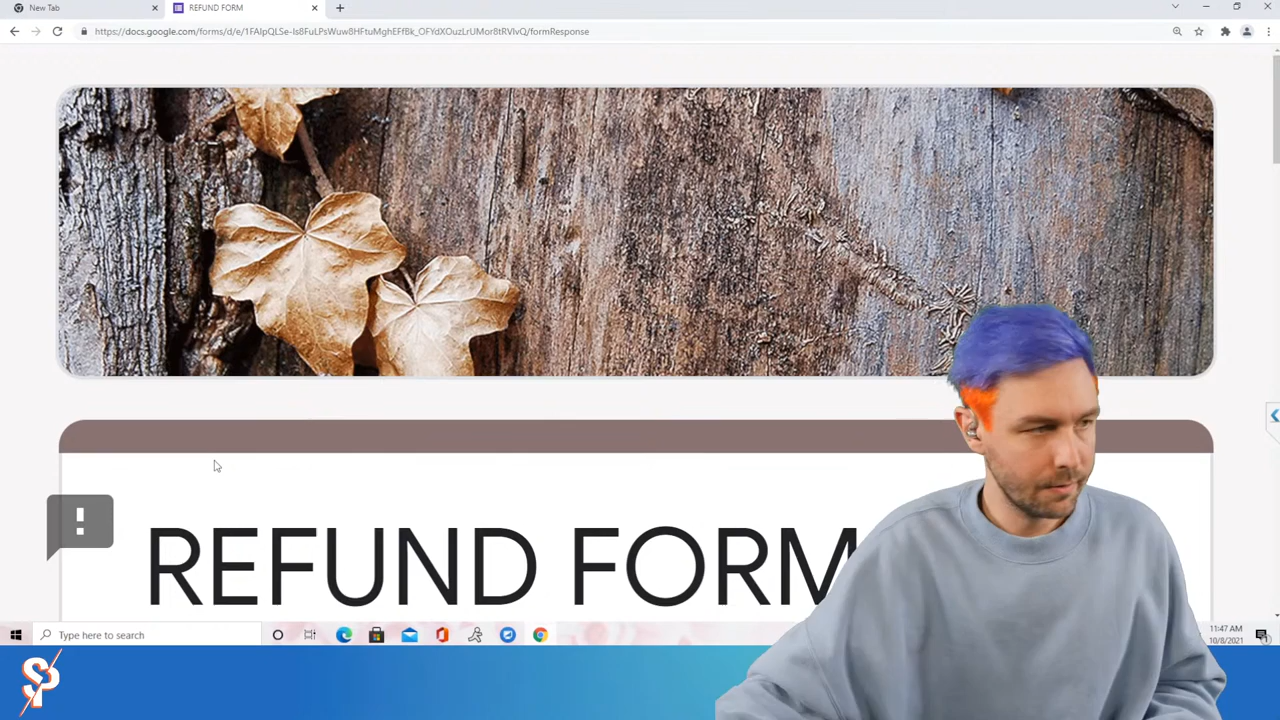 New Tab
REFUND FORM
https://docs.google.com/forms/d/e/1FAIpQLSe-Is8FuLPsWuw8HFtuMghEFfBk_OFYdXOuzLrUMor8tRVIvQ/formResponse
REFUND FORM
Type here to search
11:47 AM
10/8/2021